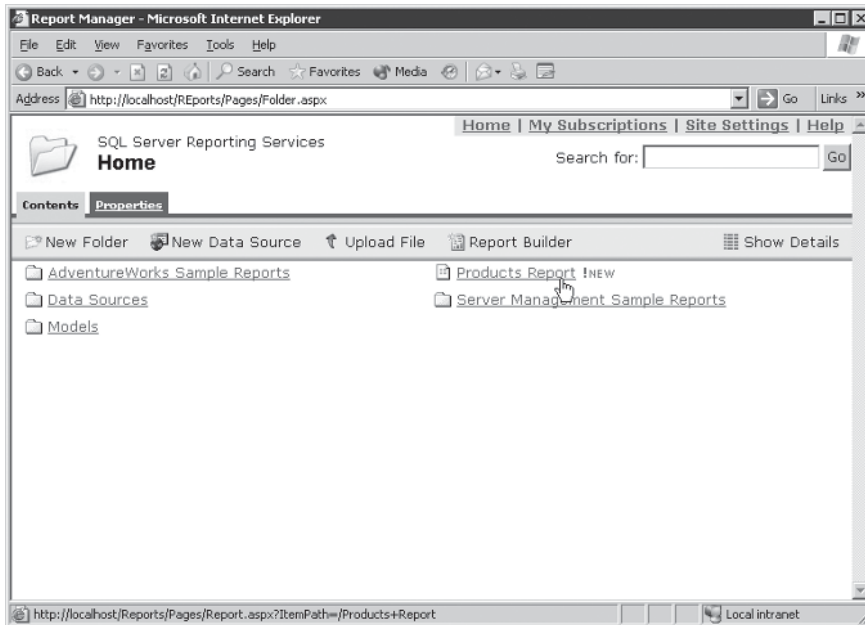 Report Manager - Microsoft Internet Explorer
File Edit View Favorites Tools Help
Back Search Favorites Media
Address http://localhost/REports/Pages/Folder.aspx Go Links »
Home | My Subscriptions | Site Settings | Help
SQL Server Reporting Services
Home
Search for: Go
Contents Properties
New Folder New Data Source Upload File Report Builder Show Details
AdventureWorks Sample Reports Products Report !NEW
Data Sources Server Management Sample Reports
Models
http://localhost/Reports/Pages/Report.aspx?ItemPath=/Products+Report Local intranet